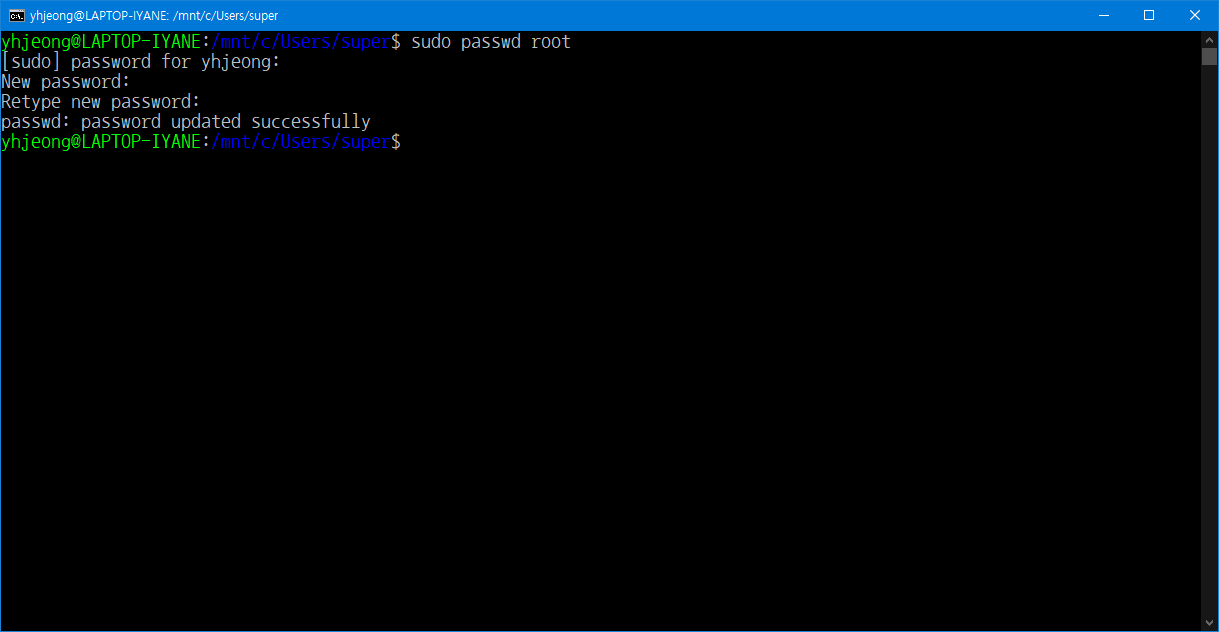 yhjeong@LAPTOP-IYANE: /mnt/c/Users/super
yhjeong@LAPTOP-IYANE:/mnt/c/Users/super$ sudo passwd root
[sudo] password for yhjeong:
New password:
Retype new password:
passwd: password updated successfully
yhjeong@LAPTOP-IYANE:/mnt/c/Users/super$